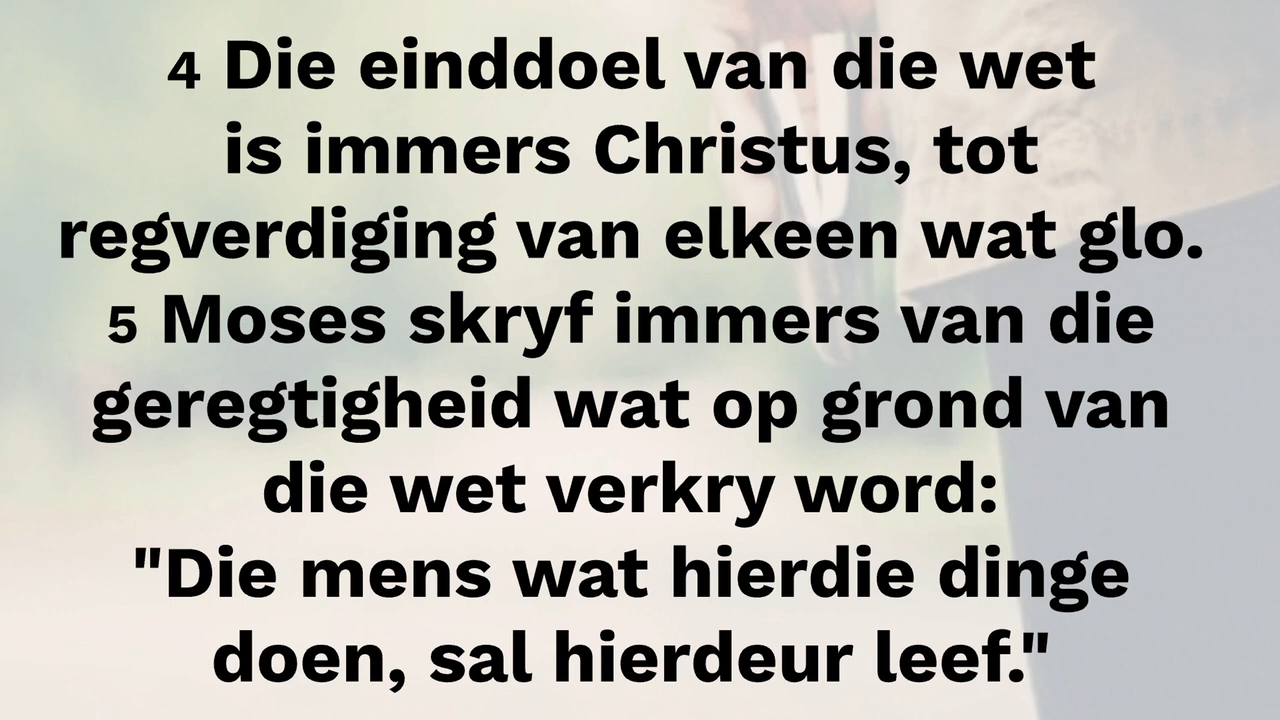 4 Die einddoel van die wet
is immers Christus, tot
regverdiging van elkeen wat glo.
5 Moses skryf immers van die
geregtigheid wat op grond van
die wet verkry word:
"Die mens wat hierdie dinge
doen, sal hierdeur leef."